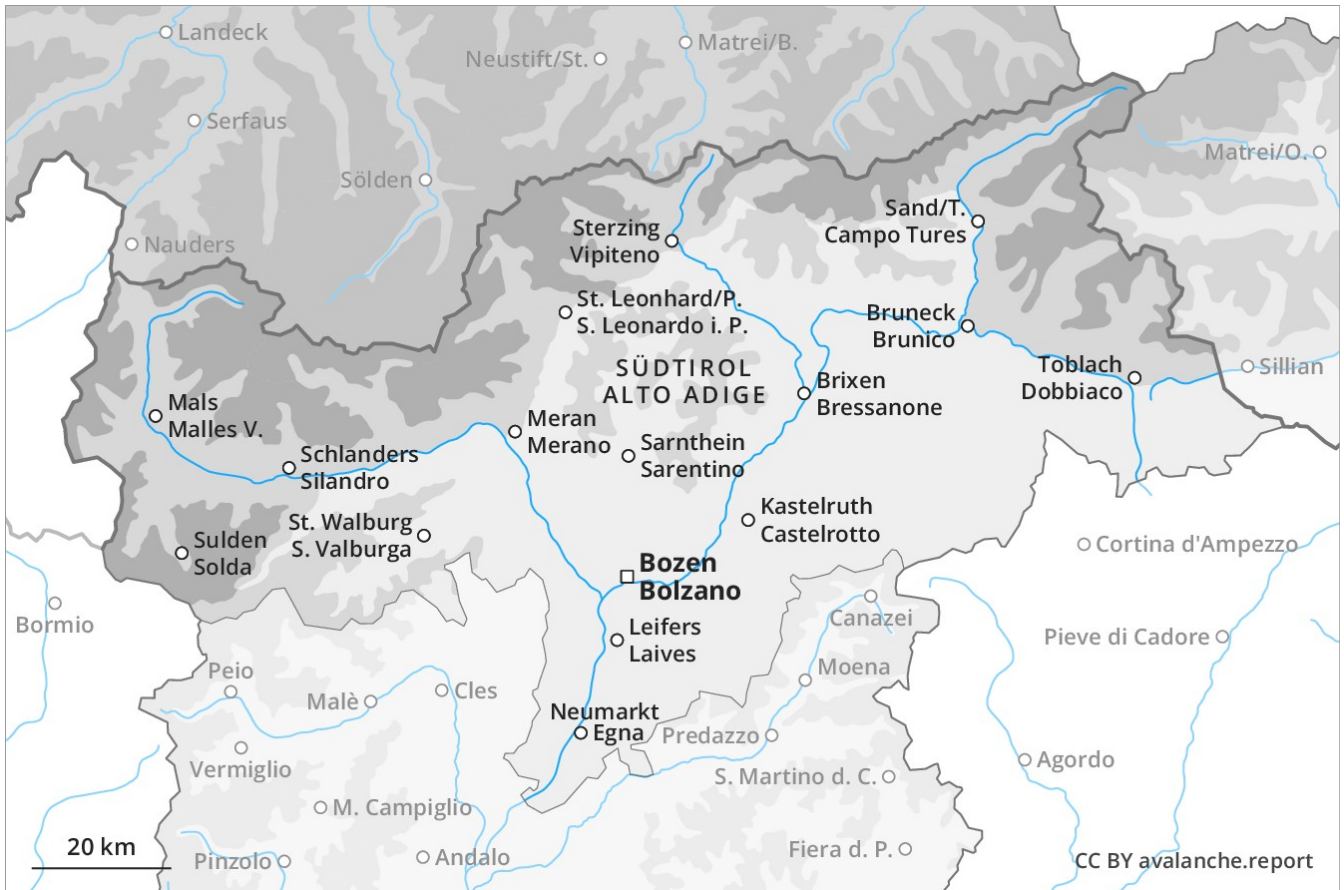 Landeck
Neustift/St.
Matrei/B.
Serfaus
Matrei/O.
Sölden
Sand/T.
Campo Tures
Sterzing
Vipiteno
Nauders
St. Leonhard/P.
S. Leonardo i. P.
Bruneck
Brunico
SÜDTIROL
ALTO ADIGE
Toblach
Dobbiaco
Sillian
Brixen
Bressanone
Mals
Malles V.
Meran
Merano
Sarnthein
Sarentino
Schlanders
Silandro
Kastelruth
Castelrotto
St. Walburg
S. Valburga
Sulden
Solda
Cortina d'Ampezzo
Bozen
Bolzano
Bormio
Canazei
Leifers
Laives
Pieve di Cadore
Peio
Moena
Malè
Cles
Neumarkt
Egna
Predazzo
Vermiglio
Agordo
S. Martino d. C.
M. Campiglio
20 km
Pinzolo
Andalo
Fiera d. P.
CC BY avalanche.report